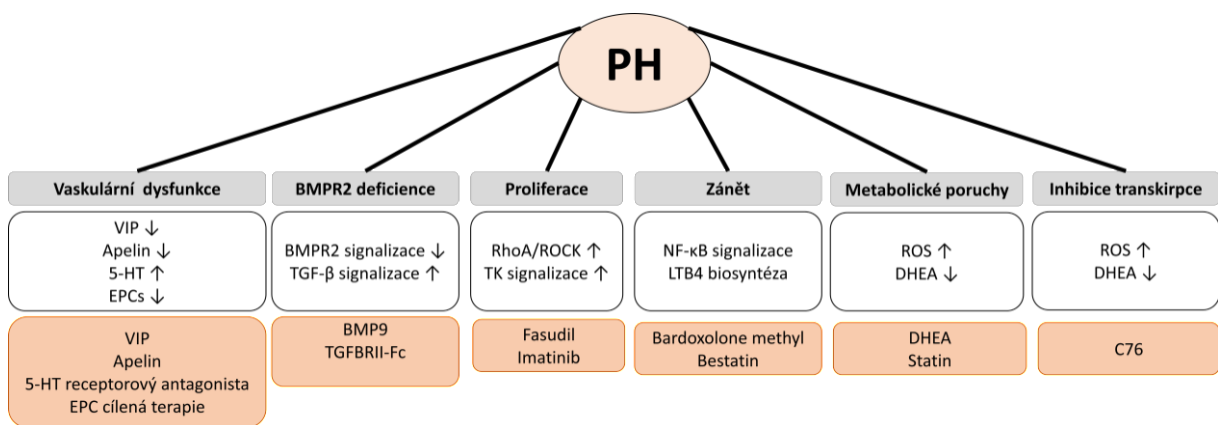 PH
Vaskulární dysfunkce
VIP ↓
Apelin ↓
5-HT ↑
EPCs ↓
VIP
Apelin
5-HT receptorový antagonista
EPC cílená terapie
BMPR2 deficience
BMPR2 signalizace ↓
TGF-β signalizace ↑
BMP9
TGFBRII-Fc
Proliferace
RhoA/ROCK ↑
TK signalizace ↑
Fasudil
Imatinib
Zánět
NF-κB signalizace
LTB4 biosyntéza
Bardoxolone methyl
Bestatin
Metabolické poruchy
ROS ↑
DHEA ↓
DHEA
Statin
Inhibice transkirpce
ROS ↑
DHEA ↓
C76